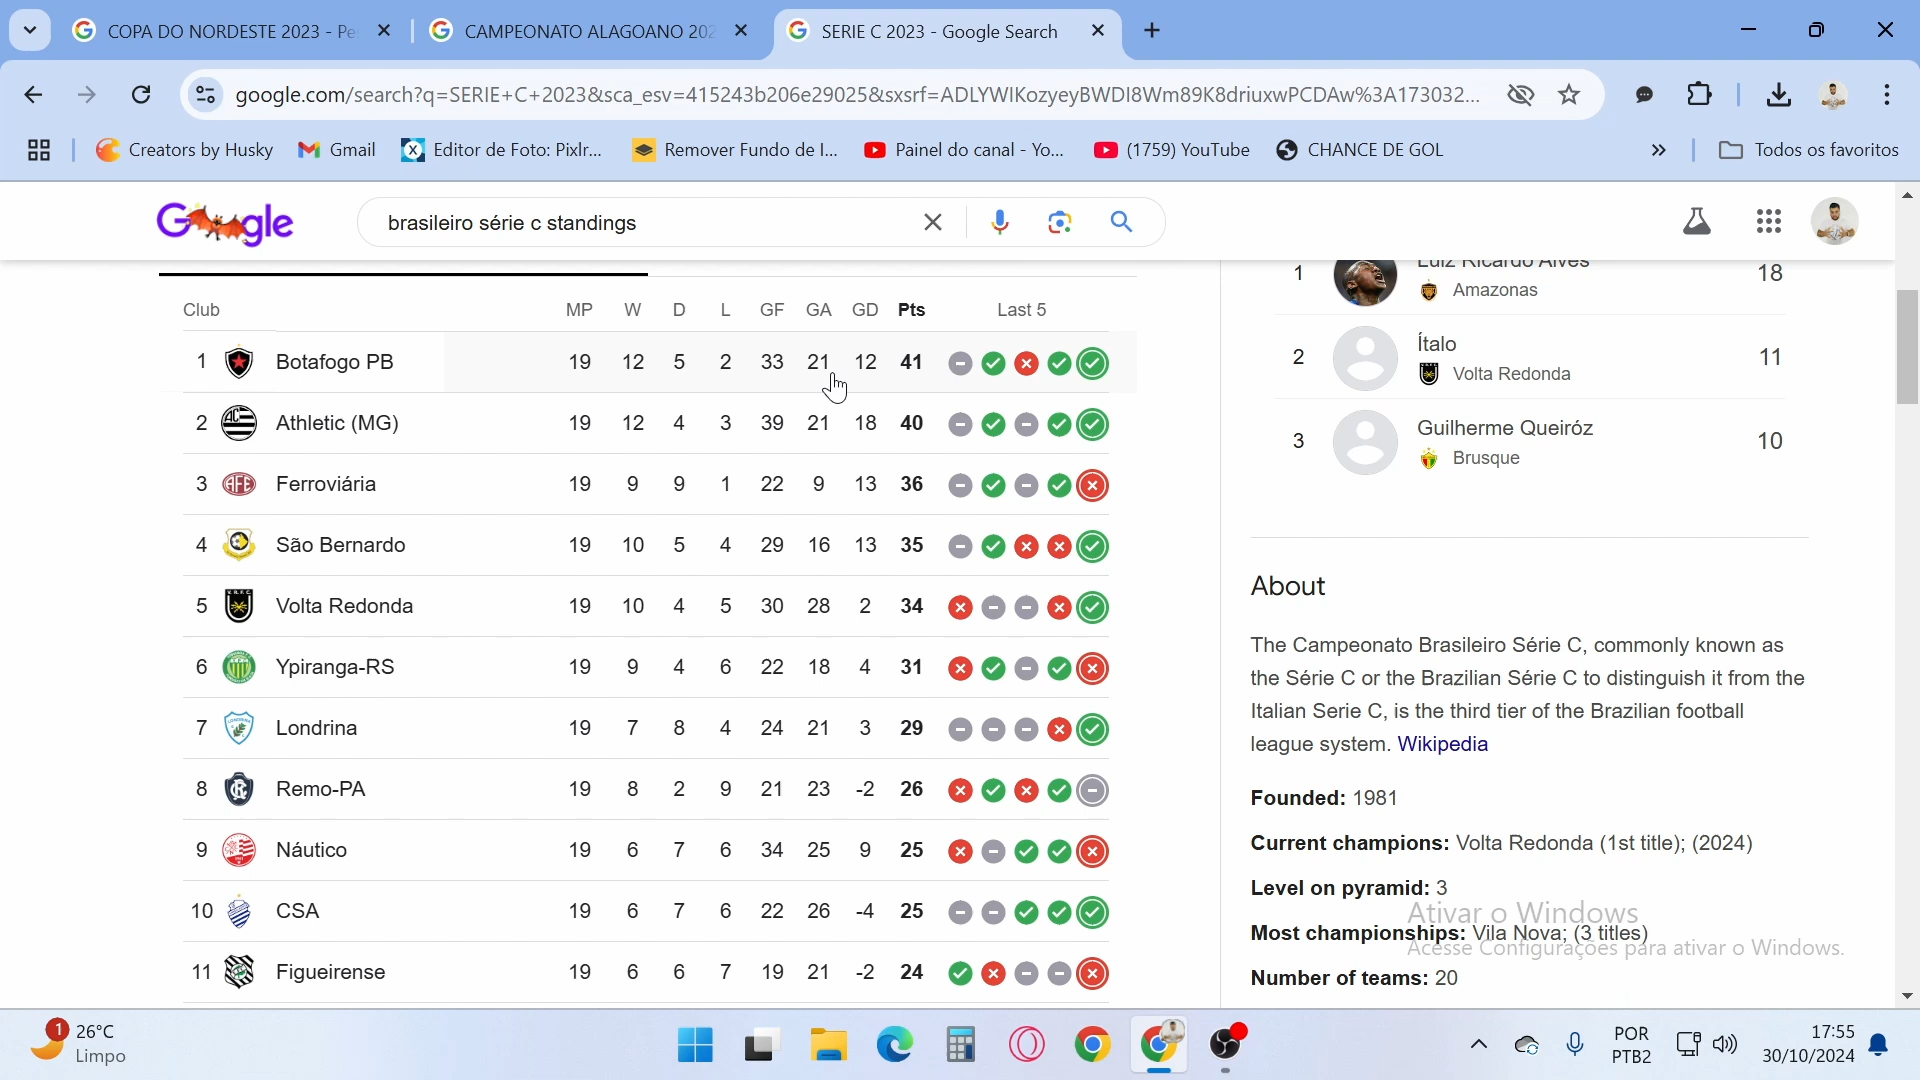 COPA DO NORDESTE 2023 - Pe
CAMPEONATO ALAGOANO 202
SERIE C 2023 - Google Search
google.com/search?q=SERIE+C+2023&sca_esv=415243b206e29025&sxsrf=ADLYWIKozyeyBWDI8Wm89K8driuxwPCDAw%3A173032...
Creators by Husky
Gmail
Editor de Foto: Pixlr...
Remover Fundo de I...
Painel do canal - Yo...
(1759) YouTube
CHANCE DE GOL
Todos os favoritos
Google
brasileiro série c standings
Club MP W D L GF GA GD Pts Last 5
1 Botafogo PB 19 12 5 2 33 21 12 41
2 Athletic (MG) 19 12 4 3 39 21 18 40
3 Ferroviária 19 9 9 1 22 9 13 36
4 São Bernardo 19 10 5 4 29 16 13 35
5 Volta Redonda 19 10 4 5 30 28 2 34
6 Ypiranga-RS 19 9 4 6 22 18 4 31
7 Londrina 19 7 8 4 24 21 3 29
8 Remo-PA 19 8 2 9 21 23 -2 26
9 Náutico 19 6 7 6 34 25 9 25
10 CSA 19 6 7 6 22 26 -4 25
11 Figueirense 19 6 6 7 19 21 -2 24
1 Luiz Ricardo Alves 18
Amazonas
2 Ítalo 11
Volta Redonda
3 Guilherme Queiróz 10
Brusque
About
The Campeonato Brasileiro Série C, commonly known as
the Série C or the Brazilian Série C to distinguish it from the
Italian Serie C, is the third tier of the Brazilian football
league system. Wikipedia
Founded: 1981
Current champions: Volta Redonda (1st title); (2024)
Level on pyramid: 3
Ativar o Windows
Most championships: Vila Nova; (3 titles)
Acesse Configurações para ativar o Windows.
Number of teams: 20
1
26°C
Limpo
POR
PTB2
17:55
30/10/2024